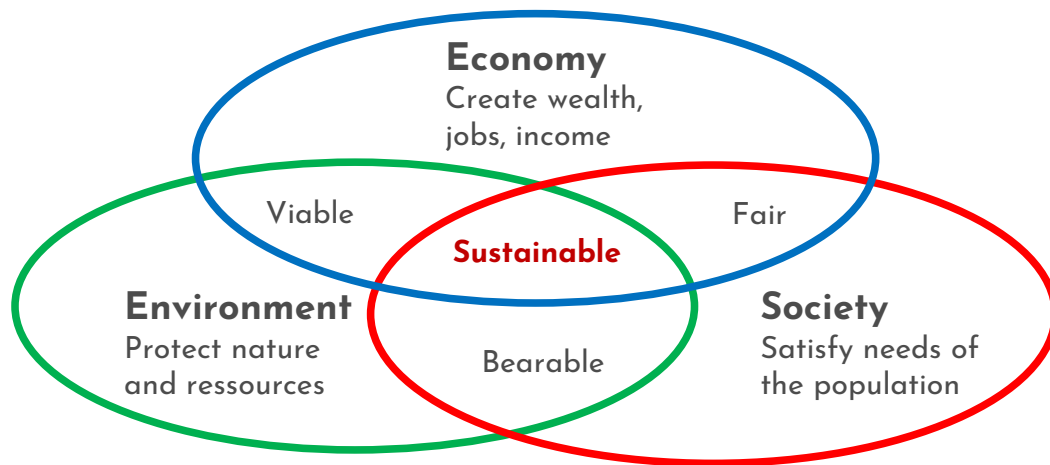 Economy
Create wealth,
jobs, income
Viable
Fair
Sustainable
Environment
Protect nature
and ressources
Bearable
Society
Satisfy needs of
the population